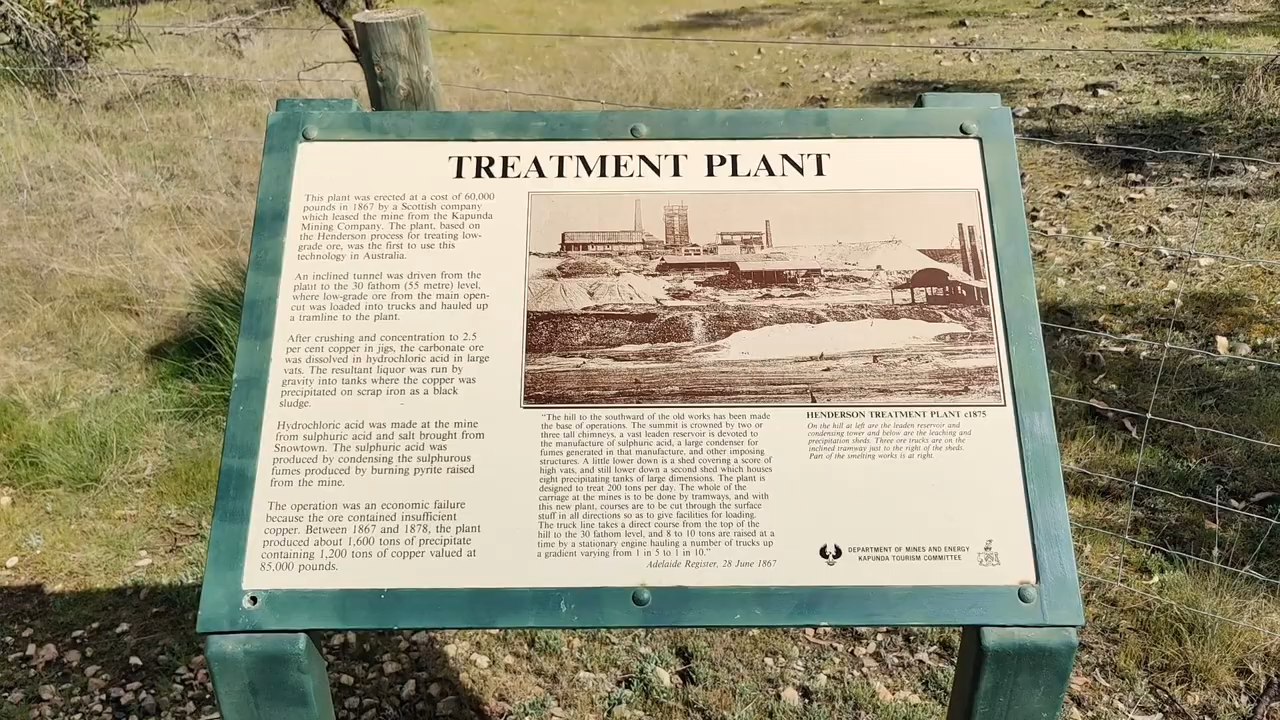 TREATMENT PLANT
This plant was erected at a cost of 60,000
pounds in 1867 by a Scottish company
which leased the mine from the Kapunda
Mining Company. The plant, based on
the Henderson process for treating low-
grade ore, was the first to use this
technology in Australia.
An inclined tunnel was driven from the
plant to the 30 fathom (55 metre) level,
where low-grade ore from the main open-
cut was loaded into trucks and hauled up
a tramline to the plant.
After crushing and concentration to 2.5
per cent copper in jigs, the carbonate ore
was dissolved in hydrochloric acid in large
vats. The resultant liquor was run by
gravity into tanks where the copper was
precipitated on scrap iron as a black
sludge.
Hydrochloric acid was made at the mine
from sulphuric acid and salt brought from
Snowtown. The sulphuric acid was
produced by condensing the sulphurous
fumes produced by burning pyrite raised
from the mine.
The operation was an economic failure
because the ore contained insufficient
copper. Between 1867 and 1878, the plant
produced about 1,600 tons of precipitate
containing 1,200 tons of copper valued at
85,000 pounds.
"The hill to the southward of the old works has been made
the base of operations. The summit is crowned by two or
three tall chimneys, a vast leaden reservoir is devoted to
the manufacture of sulphuric acid, a large condenser for
fumes generated in that manufacture, and other imposing
structures. A little lower down is a shed covering a score of
high vats, and still lower down a second shed which houses
eight precipitating tanks of large dimensions. The plant is
designed to treat 200 tons per day. The whole of the
carriage at the mines is to be done by tramways, and with
this new plant, courses are to be cut through the surface
stuff in all directions so as to give facilities for loading.
The truck line takes a direct course from the top of the
hill to the 30 fathom level, and 8 to 10 tons are raised at a
time by a stationary engine hauling a number of trucks up
a gradient varying from 1 in 5 to 1 in 10."
Adelaide Register, 28 June 1867
HENDERSON TREATMENT PLANT c1875
On the hill at left are the leaden reservoir and
condensing tower and below are the leaching and
precipitation sheds. Three ore trucks are on the
inclined tramway just to the right of the sheds.
Part of the smelting works is at right.
DEPARTMENT OF MINES AND ENERGY
KAPUNDA TOURISM COMMITTEE